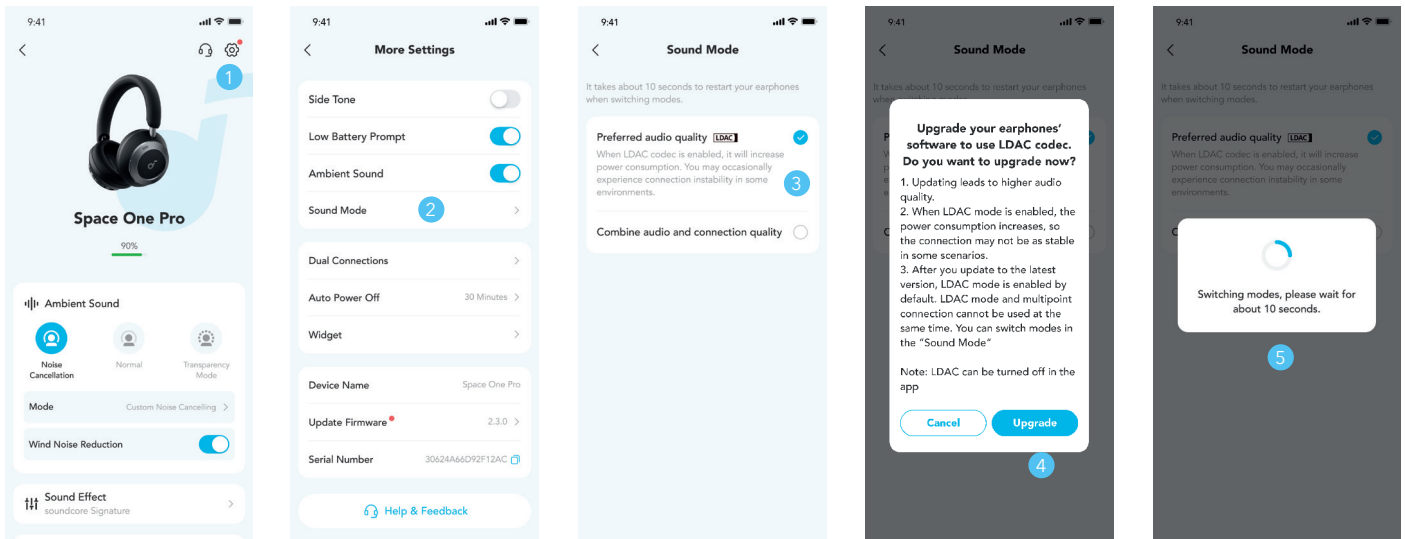 9:41
1
Space One Pro
90%
Ambient Sound
Noise
Cancellation
Normal
Transparency
Mode
Mode
Custom Noise Cancelling
Wind Noise Reduction
Sound Effect
soundcore Signature
9:41
More Settings
Side Tone
Low Battery Prompt
Ambient Sound
Sound Mode
2
Dual Connections
Auto Power Off
30 Minutes
Widget
Device Name
Space One Pro
Update Firmware
2.3.0
Serial Number
30624A66D92F12AC
Help & Feedback
9:41
Sound Mode
It takes about 10 seconds to restart your earphones
when switching modes.
Preferred audio quality LDAC
When LDAC codec is enabled, it will increase
power consumption. You may occasionally
experience connection instability in some
environments.
3
Combine audio and connection quality
9:41
Sound Mode
It takes about 10 seconds to restart your earphones
when switching modes.
Upgrade your earphones’
software to use LDAC codec.
Do you want to upgrade now?
1. Updating leads to higher audio
quality.
2. When LDAC mode is enabled, the
power consumption increases, so
the connection may not be as stable
in some scenarios.
3. After you update to the latest
version, LDAC mode is enabled by
default. LDAC mode and multipoint
connection cannot be used at the
same time. You can switch modes in
the “Sound Mode”
Note: LDAC can be turned off in the
app
Cancel
Upgrade
4
9:41
Sound Mode
It takes about 10 seconds to restart your earphones
when switching modes.
Preferred audio quality LDAC
When LDAC codec is enabled, it will increase
power consumption. You may occasionally
experience connection instability in some
environments.
Switching modes, please wait for
about 10 seconds.
5